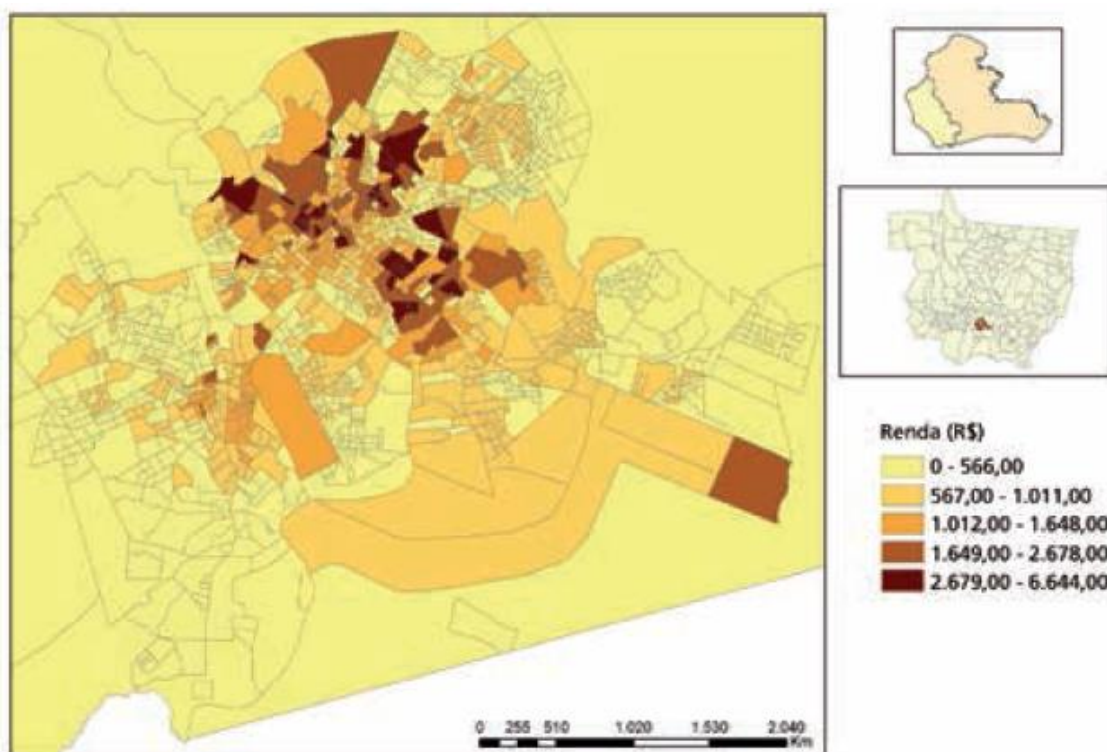 Renda (R$)
0 - 566,00
567,00 - 1.011,00
1.012,00 - 1.648,00
1.649,00 - 2.678,00
2.679,00 - 6.644,00
0 255 510 1.020 1.530 2.040
Km